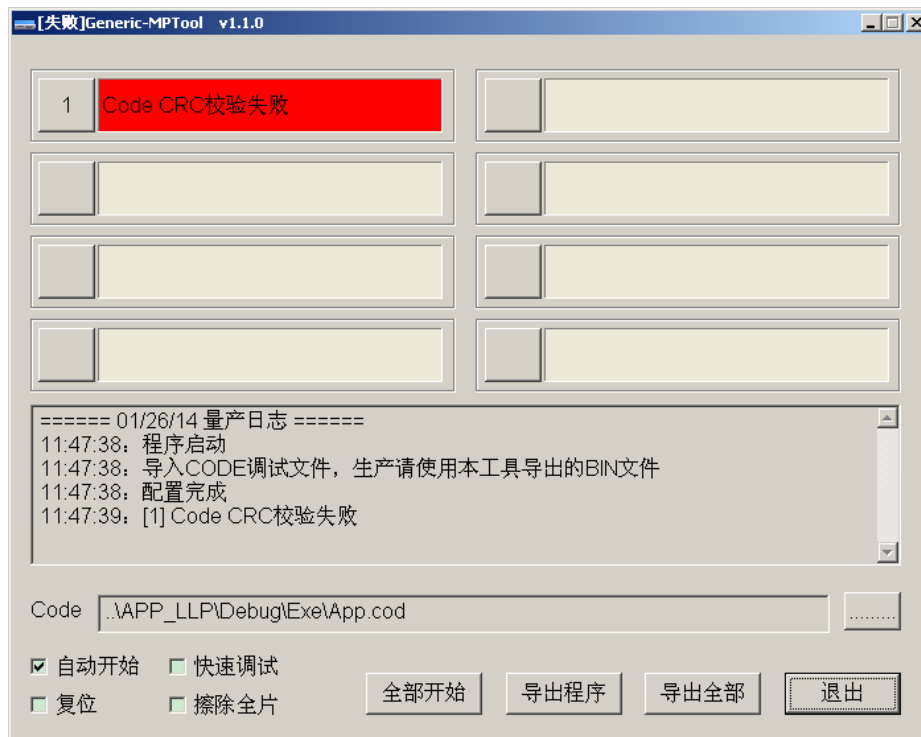 [失败]Generic-MPTool v1.1.0
1
Code CRC校验失败
====== 01/26/14 量产日志 ======
11:47:38：程序启动
11:47:38：导入CODE调试文件，生产请使用本工具导出的BIN文件
11:47:38：配置完成
11:47:39：[1] Code CRC校验失败
Code
..\APP_LLP\Debug\Exe\App.cod
.........
自动开始
快速调试
复位
擦除全片
全部开始
导出程序
导出全部
退出